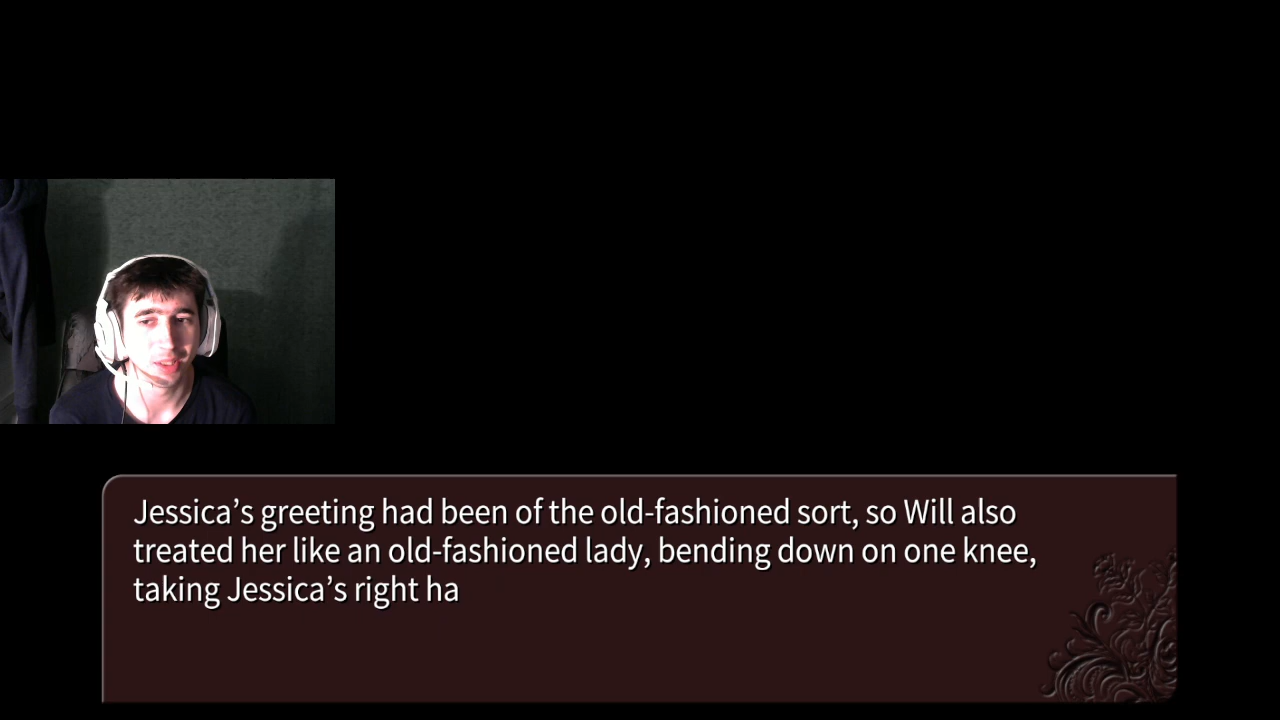 Jessica’s greeting had been of the old-fashioned sort, so Will also
treated her like an old-fashioned lady, bending down on one knee,
taking Jessica’s right ha